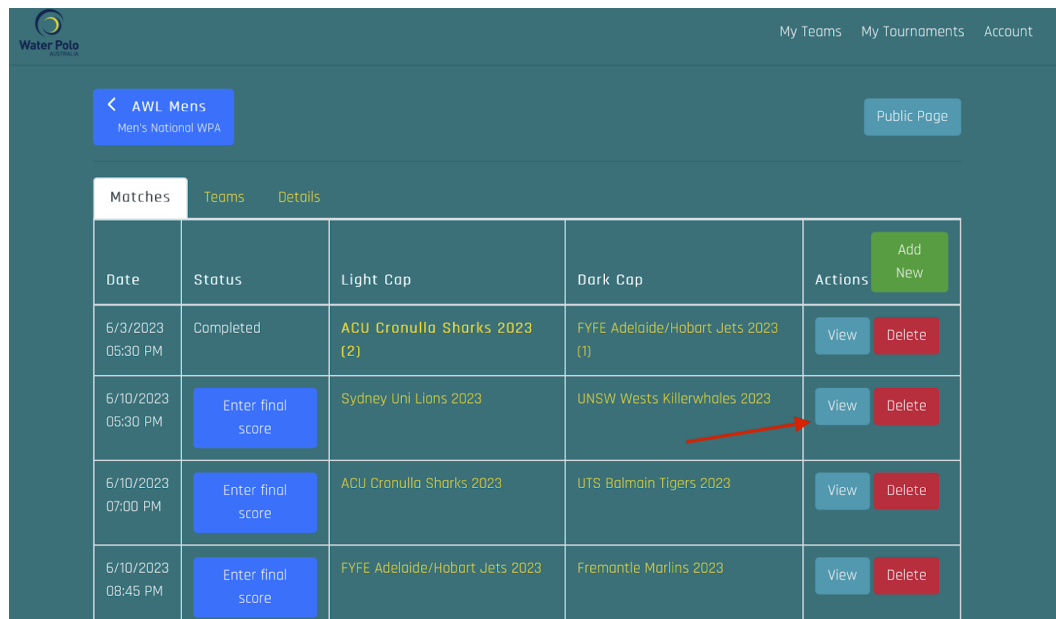 Water Polo
AUSTRALIA
My Teams My Tournaments Account
AWL Mens
Men's National WPA
Public Page
Matches Teams Details
Date Status Light Cap Dark Cap Actions Add
New
6/3/2023 Completed ACU Cronulla Sharks 2023 FYFE Adelaide/Hobart Jets 2023 View Delete
05:30 PM (2) (1)
6/10/2023 Enter final Sydney Uni Lions 2023 UNSW Wests Killerwhales 2023 View Delete
05:30 PM score
6/10/2023 Enter final ACU Cronulla Sharks 2023 UTS Balmain Tigers 2023 View Delete
07:00 PM score
6/10/2023 Enter final FYFE Adelaide/Hobart Jets 2023 Fremantle Marlins 2023 View Delete
08:45 PM score